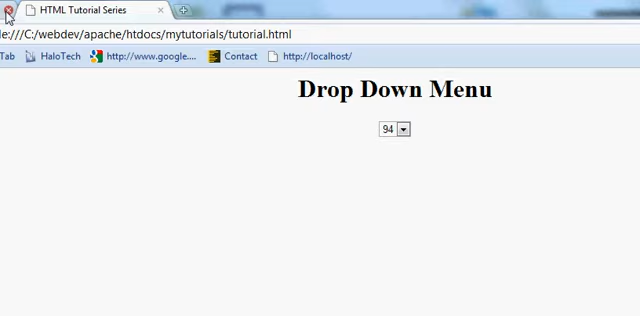 HTML Tutorial Series
le:///C:/webdev/apache/htdocs/mytutorials/tutorial.html
Tab HaloTech http://www.google.... Contact http://localhost/
Drop Down Menu
94